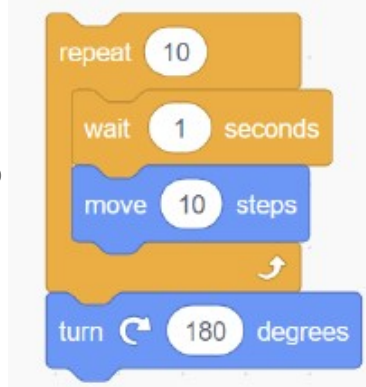 repeat 10
wait 1 seconds
move 10 steps
turn 180 degrees